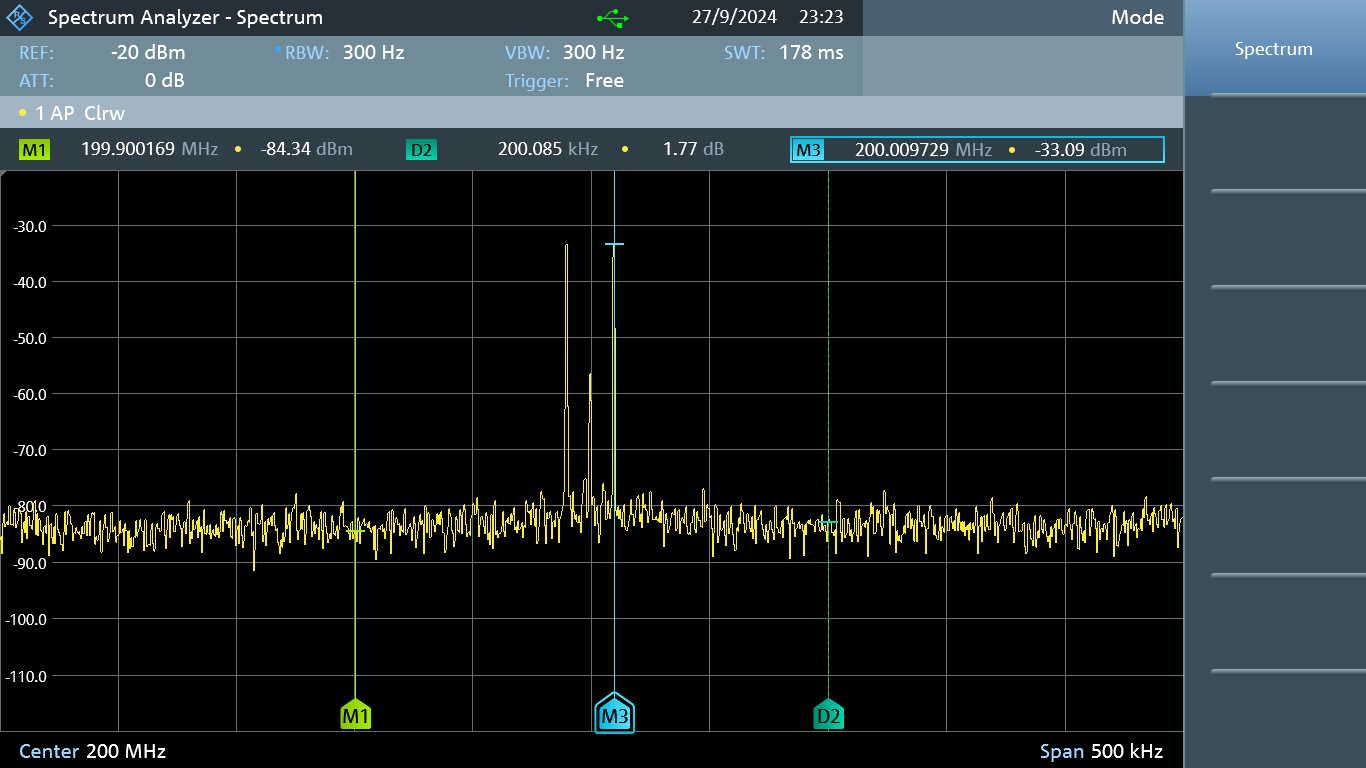 Spectrum Analyzer - Spectrum 27/9/2024 23:23 Mode
REF: -20 dBm RBW: 300 Hz VBW: 300 Hz SWT: 178 ms
ATT: 0 dB Trigger: Free
1 AP Clrw
M1 199.900169 MHz -84.34 dBm D2 200.085 kHz 1.77 dB M3 200.009729 MHz -33.09 dBm
Spectrum
-30.0
-40.0
-50.0
-60.0
-70.0
-80.0
-90.0
-100.0
-110.0
M1 M3 D2
Center 200 MHz Span 500 kHz